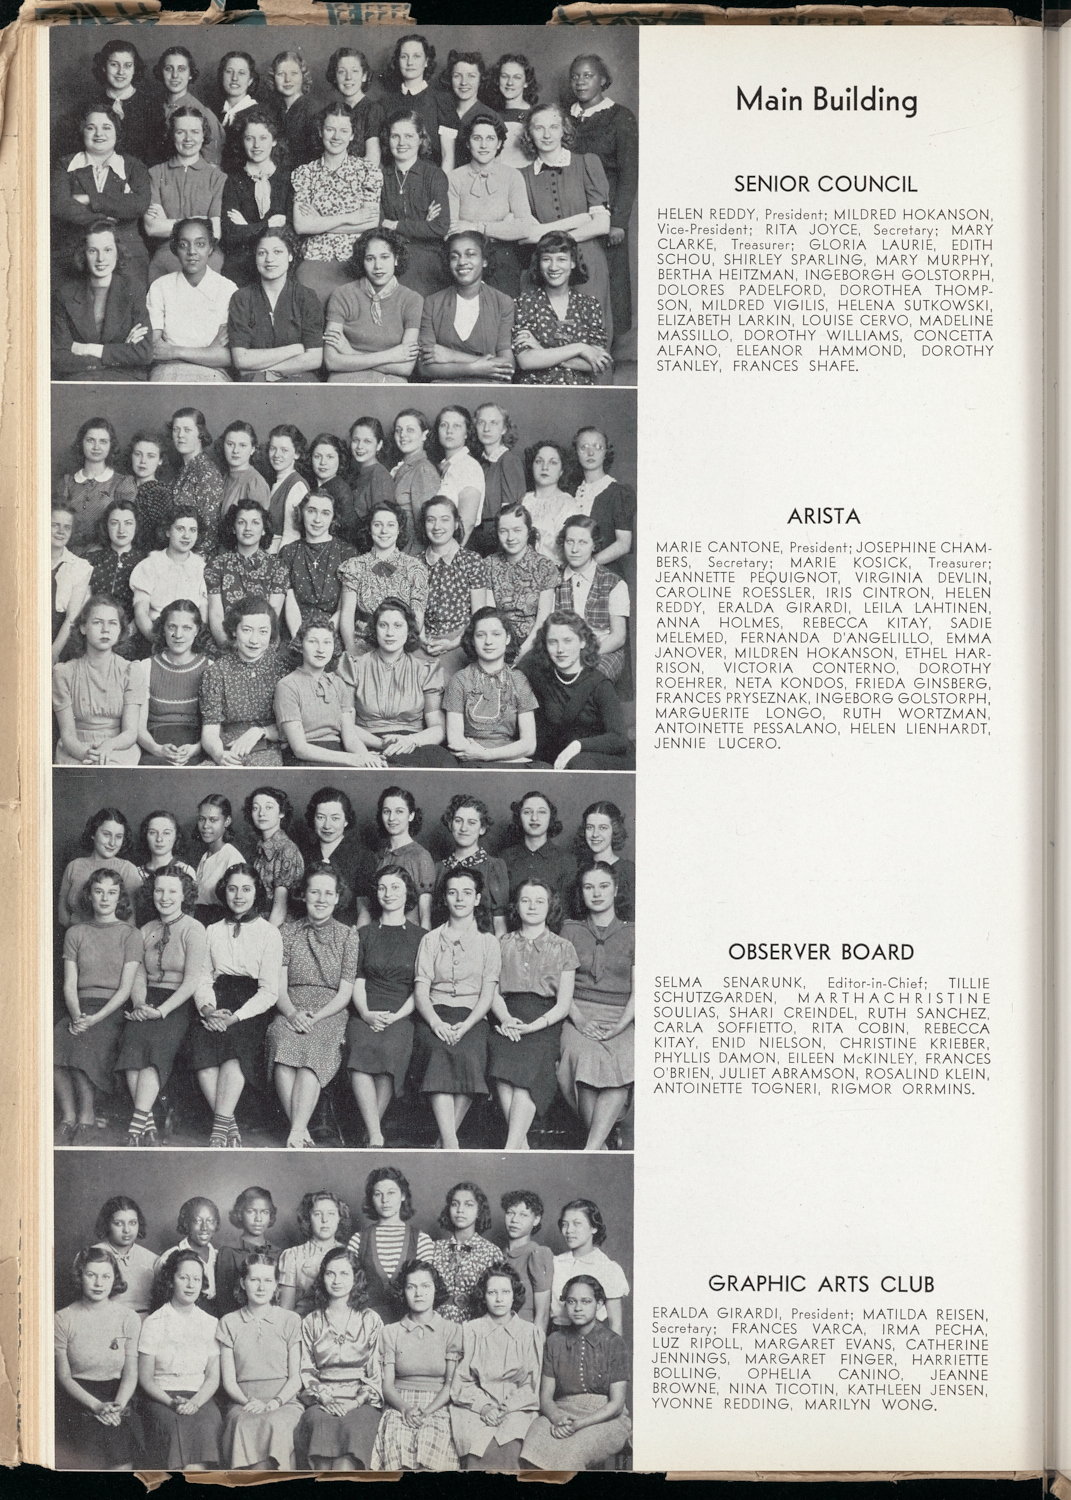 Main Building
SENIOR COUNCIL
HELEN REDDY, President; MILDRED HOKANSON,
Vice-President; RITA JOYCE, Secretary; MARY
CLARKE, Treasurer; GLORIA LAURIE, EDITH
SCHOU, SHIRLEY SPARLING, MARY MURPHY,
BERTHA HEITZMAN, INGEBORGH GOLSTORPH,
DOLORES PADELFORD, DOROTHEA THOMP-
SON, MILDRED VIGILIS, HELENA SUTKOWSKI,
ELIZABETH LARKIN, LOUISE CERVO, MADELINE
MASSILLO, DOROTHY WILLIAMS, CONCETTA
ALFANO, ELEANOR HAMMOND, DOROTHY
STANLEY, FRANCES SHAFE.
ARISTA
MARIE CANTONE, President; JOSEPHINE CHAM-
BERS, Secretary; MARIE KOSICK, Treasurer;
JEANNETTE PEQUIGNOT, VIRGINIA DEVLIN,
CAROLINE ROESSLER, IRIS CINTRON, HELEN
REDDY, ERALDA GIRARDI, LEILA LAHTINEN,
ANNA HOLMES, REBECCA KITAY, SADIE
MELEMED, FERNANDA D'ANGELILLO, EMMA
JANOVER, MILDREN HOKANSON, ETHEL HAR-
RISON, VICTORIA CONTERNO, DOROTHY
ROEHRER, NETA KONDOS, FRIEDA GINSBERG,
FRANCES PRYSEZNAK, INGEBORG GOLSTORPH,
MARGUERITE LONGO, RUTH WORTZMAN,
ANTOINETTE PESSALANO, HELEN LIENHARDT,
JENNIE LUCERO.
OBSERVER BOARD
SELMA SENARUNK, Editor-in-Chief; TILLIE
SCHUTZGARDEN, MARTHACHRISTINE
SOULIAS, SHARI CREINDEL, RUTH SANCHEZ,
CARLA SOFFIETTO, RITA COBIN, REBECCA
KITAY, ENID NIELSON, CHRISTINE KRIEBER,
PHYLLIS DAMON, EILEEN McKINLEY, FRANCES
O'BRIEN, JULIET ABRAMSON, ROSALIND KLEIN,
ANTOINETTE TOGNERI, RIGMOR ORRMINS.
GRAPHIC ARTS CLUB
ERALDA GIRARDI, President; MATILDA REISEN,
Secretary; FRANCES VARCA, IRMA PECHA,
LUZ RIPOLL, MARGARET EVANS, CATHERINE
JENNINGS, MARGARET FINGER, HARRIETTE
BOLLING, OPHELIA CANINO, JEANNE
BROWNE, NINA TICOTIN, KATHLEEN JENSEN,
YVONNE REDDING, MARILYN WONG.